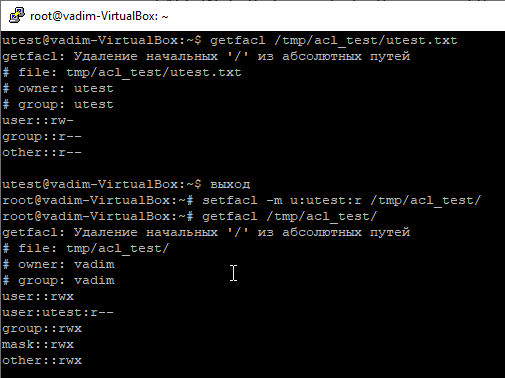 root@vadim-VirtualBox: ~
utest@vadim-VirtualBox:~$ getfacl /tmp/acl_test/utest.txt
getfacl: Удаление начальных '/' из абсолютных путей
# file: tmp/acl_test/utest.txt
# owner: utest
# group: utest
user::rw-
group::r--
other::r--
utest@vadim-VirtualBox:~$ выход
root@vadim-VirtualBox:~# setfacl -m u:utest:r /tmp/acl_test/
root@vadim-VirtualBox:~# getfacl /tmp/acl_test/
getfacl: Удаление начальных '/' из абсолютных путей
# file: tmp/acl_test/
# owner: vadim
# group: vadim
user::rwx
user:utest:r--
group::rwx
mask::rwx
other::rwx